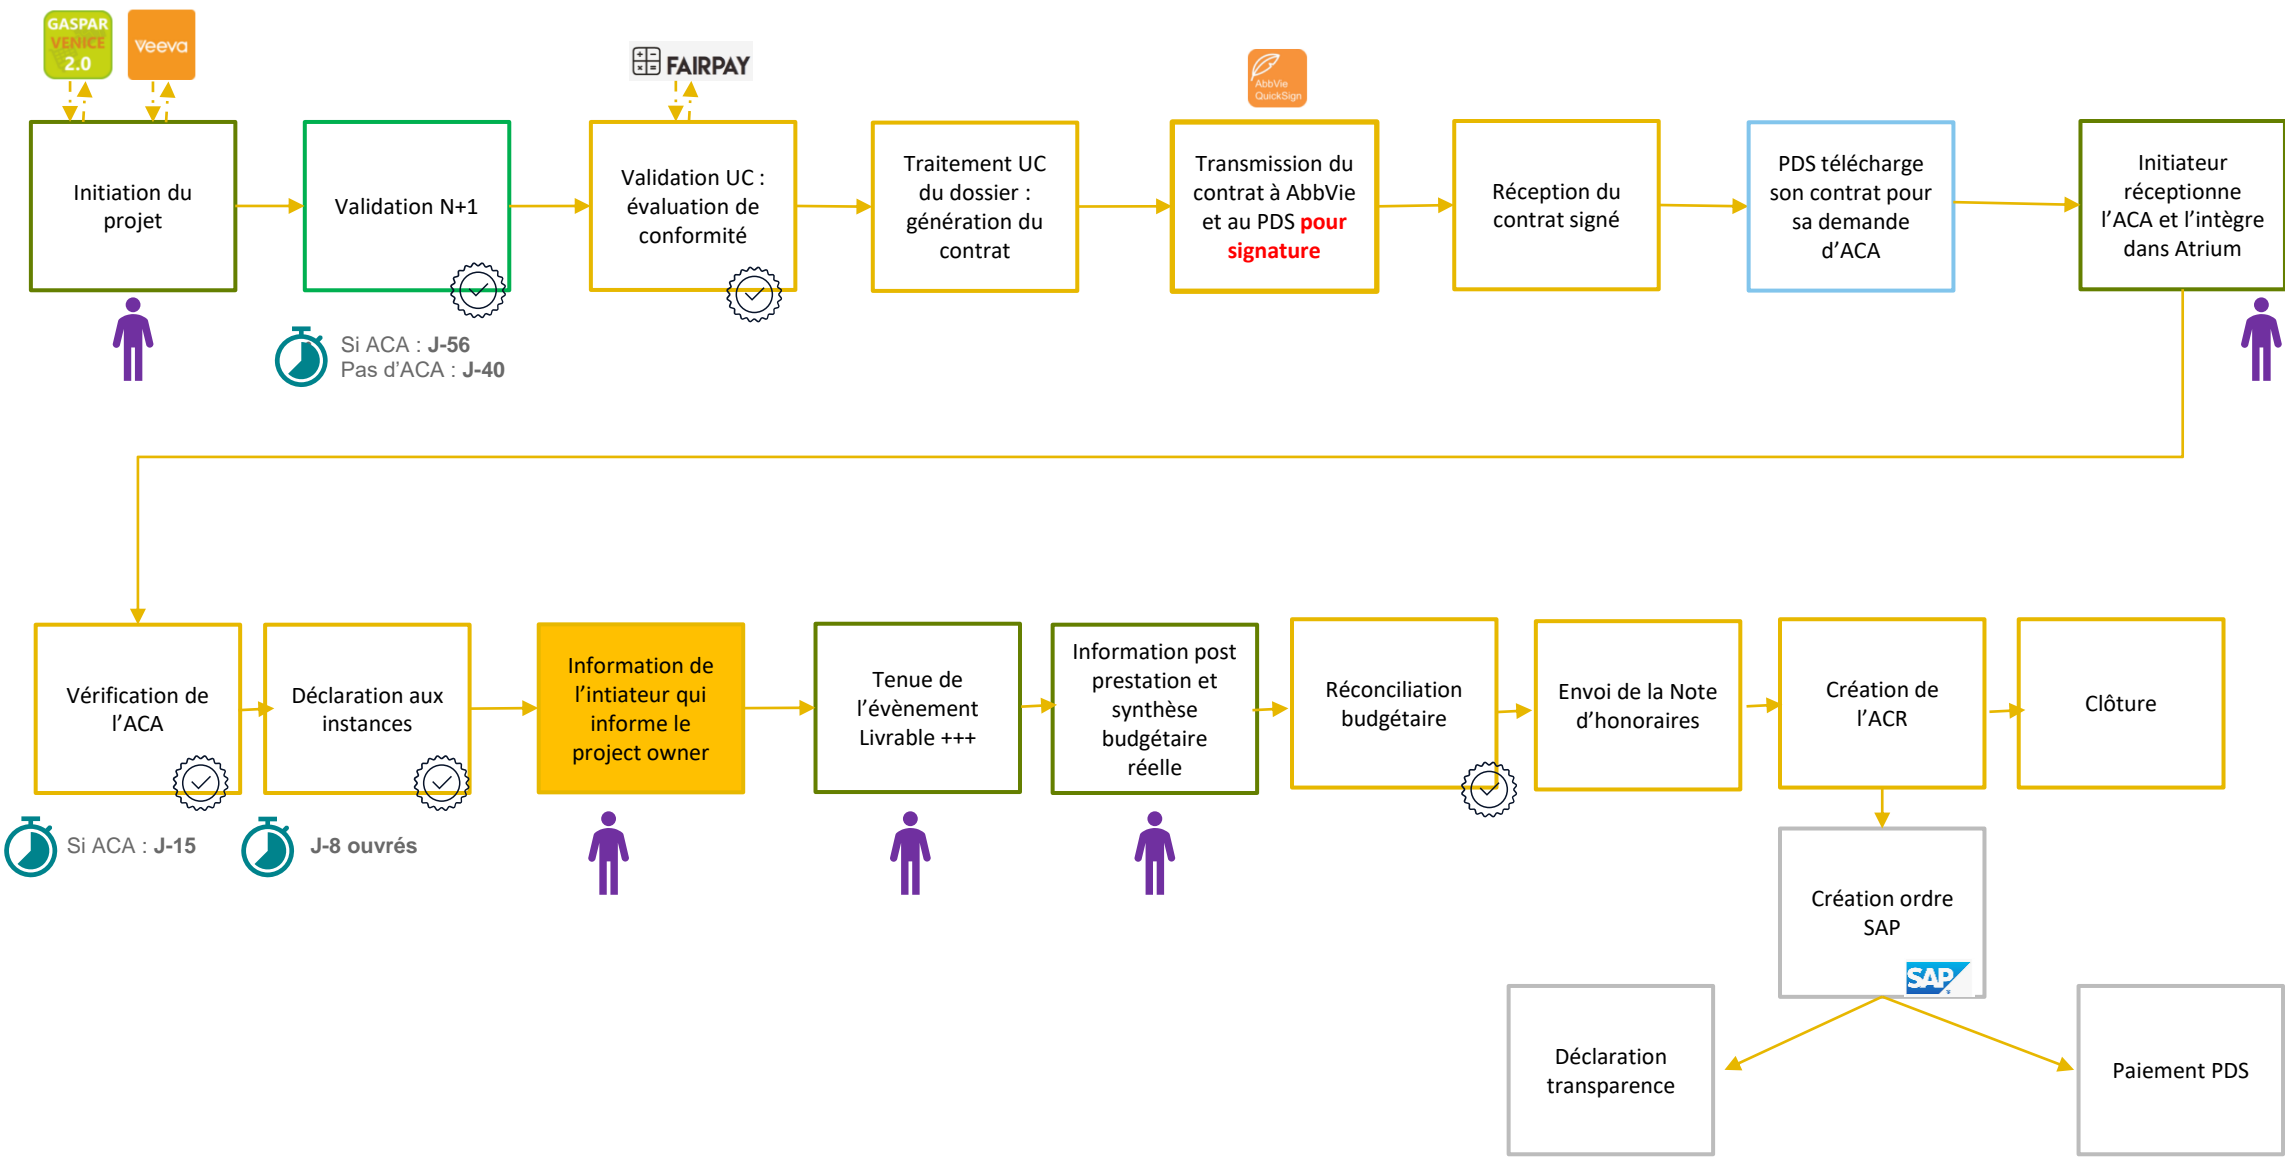 GASPAR
VENICE
2.0
Veeva
FAIRPAY
AbbVie
QuickSign
Initiation du
projet
Validation N+1
Validation UC :
évaluation de
conformité
Traitement UC
du dossier :
génération du
contrat
Transmission du
contrat à AbbVie
et au PDS pour
signature
Réception du
contrat signé
PDS télécharge
son contrat pour
sa demande
d'ACA
Initiateur
réceptionne
l'ACA et l'intègre
dans Atrium
Si ACA : J-56
Pas d'ACA : J-40
Vérification de
l'ACA
Déclaration aux
instances
Information de
l'intiateur qui
informe le
project owner
Tenue de
l'évènement
Livrable +++
Information post
prestation et
synthèse
budgétaire
réelle
Réconciliation
budgétaire
Envoi de la Note
d'honoraires
Création de
l'ACR
Clôture
Si ACA : J-15
J-8 ouvrés
Création ordre
SAP
SAP
Déclaration
transparence
Paiement PDS